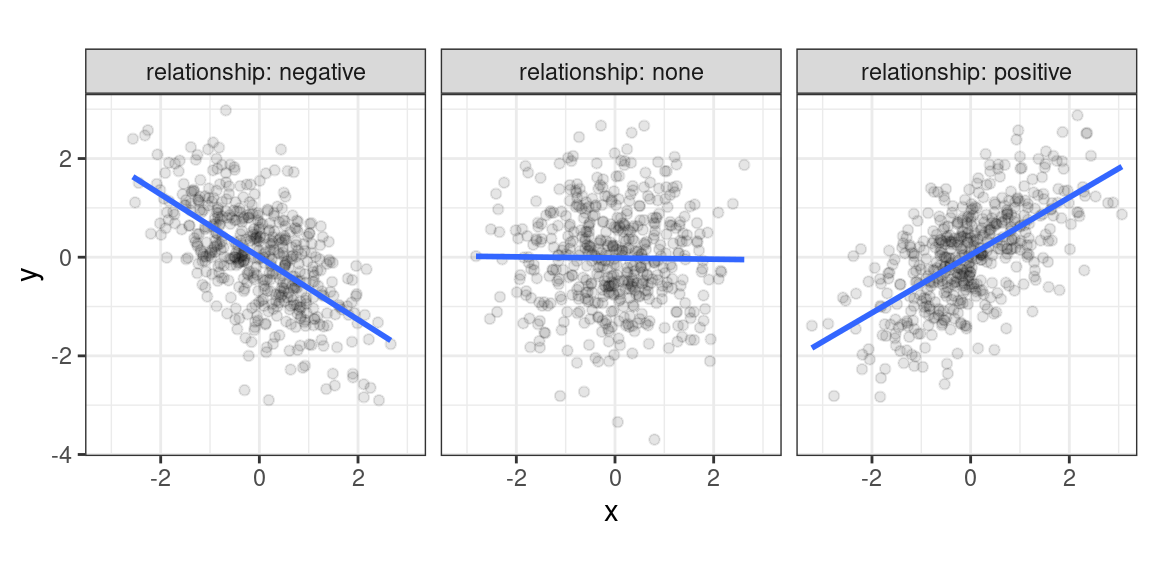 relationship: negative
relationship: none
relationship: positive
y
2
0
-2
-4
-2 0 2
-2 0 2
-2 0 2
x